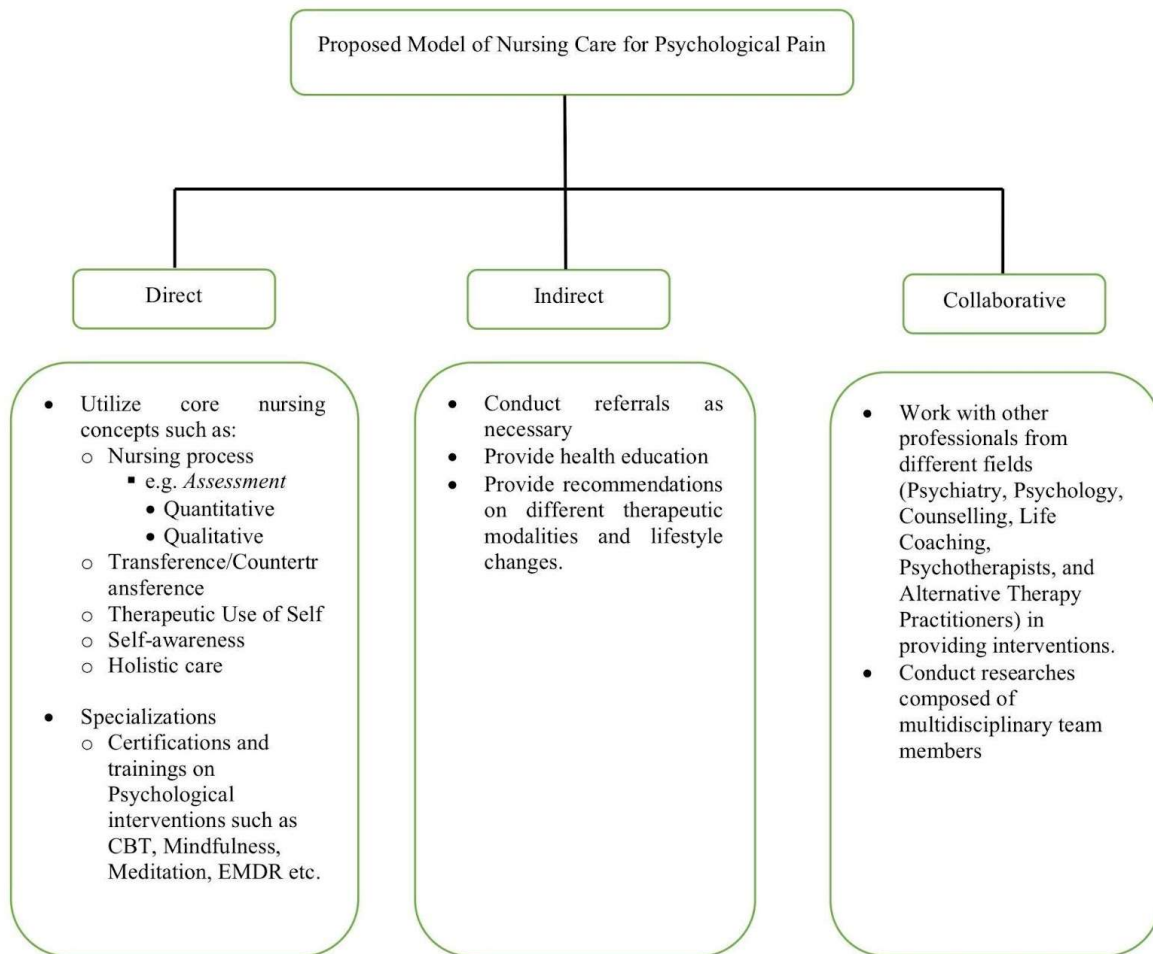 Proposed Model of Nursing Care for Psychological Pain
Direct
Indirect
Collaborative
• Utilize core nursing
concepts such as:
o Nursing process
▪ e.g. Assessment
• Quantitative
• Qualitative
o Transference/Countertr
ansference
o Therapeutic Use of Self
o Self-awareness
o Holistic care
• Specializations
o Certifications and
trainings on
Psychological
interventions such as
CBT, Mindfulness,
Meditation, EMDR etc.
• Conduct referrals as
necessary
• Provide health education
• Provide recommendations
on different therapeutic
modalities and lifestyle
changes.
• Work with other
professionals from
different fields
(Psychiatry, Psychology,
Counselling, Life
Coaching,
Psychotherapists, and
Alternative Therapy
Practitioners) in
providing interventions.
• Conduct researches
composed of
multidisciplinary team
members